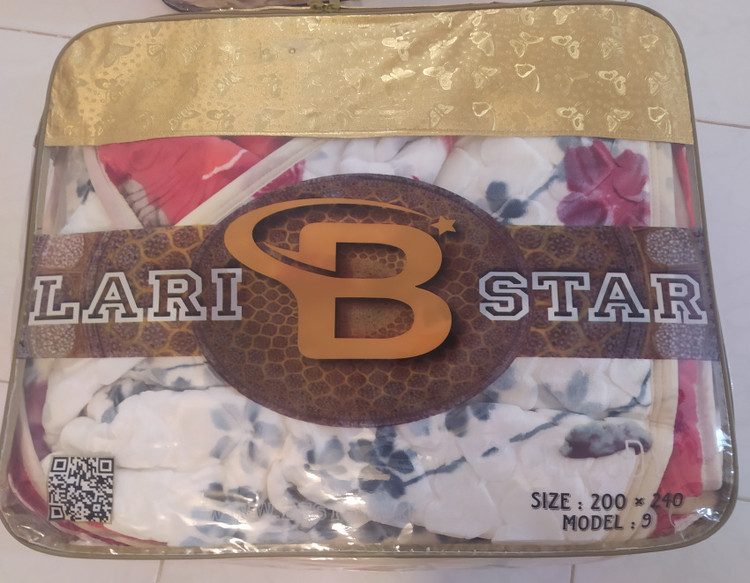 LARI B STAR
SIZE : 200 × 240
MODEL : 9